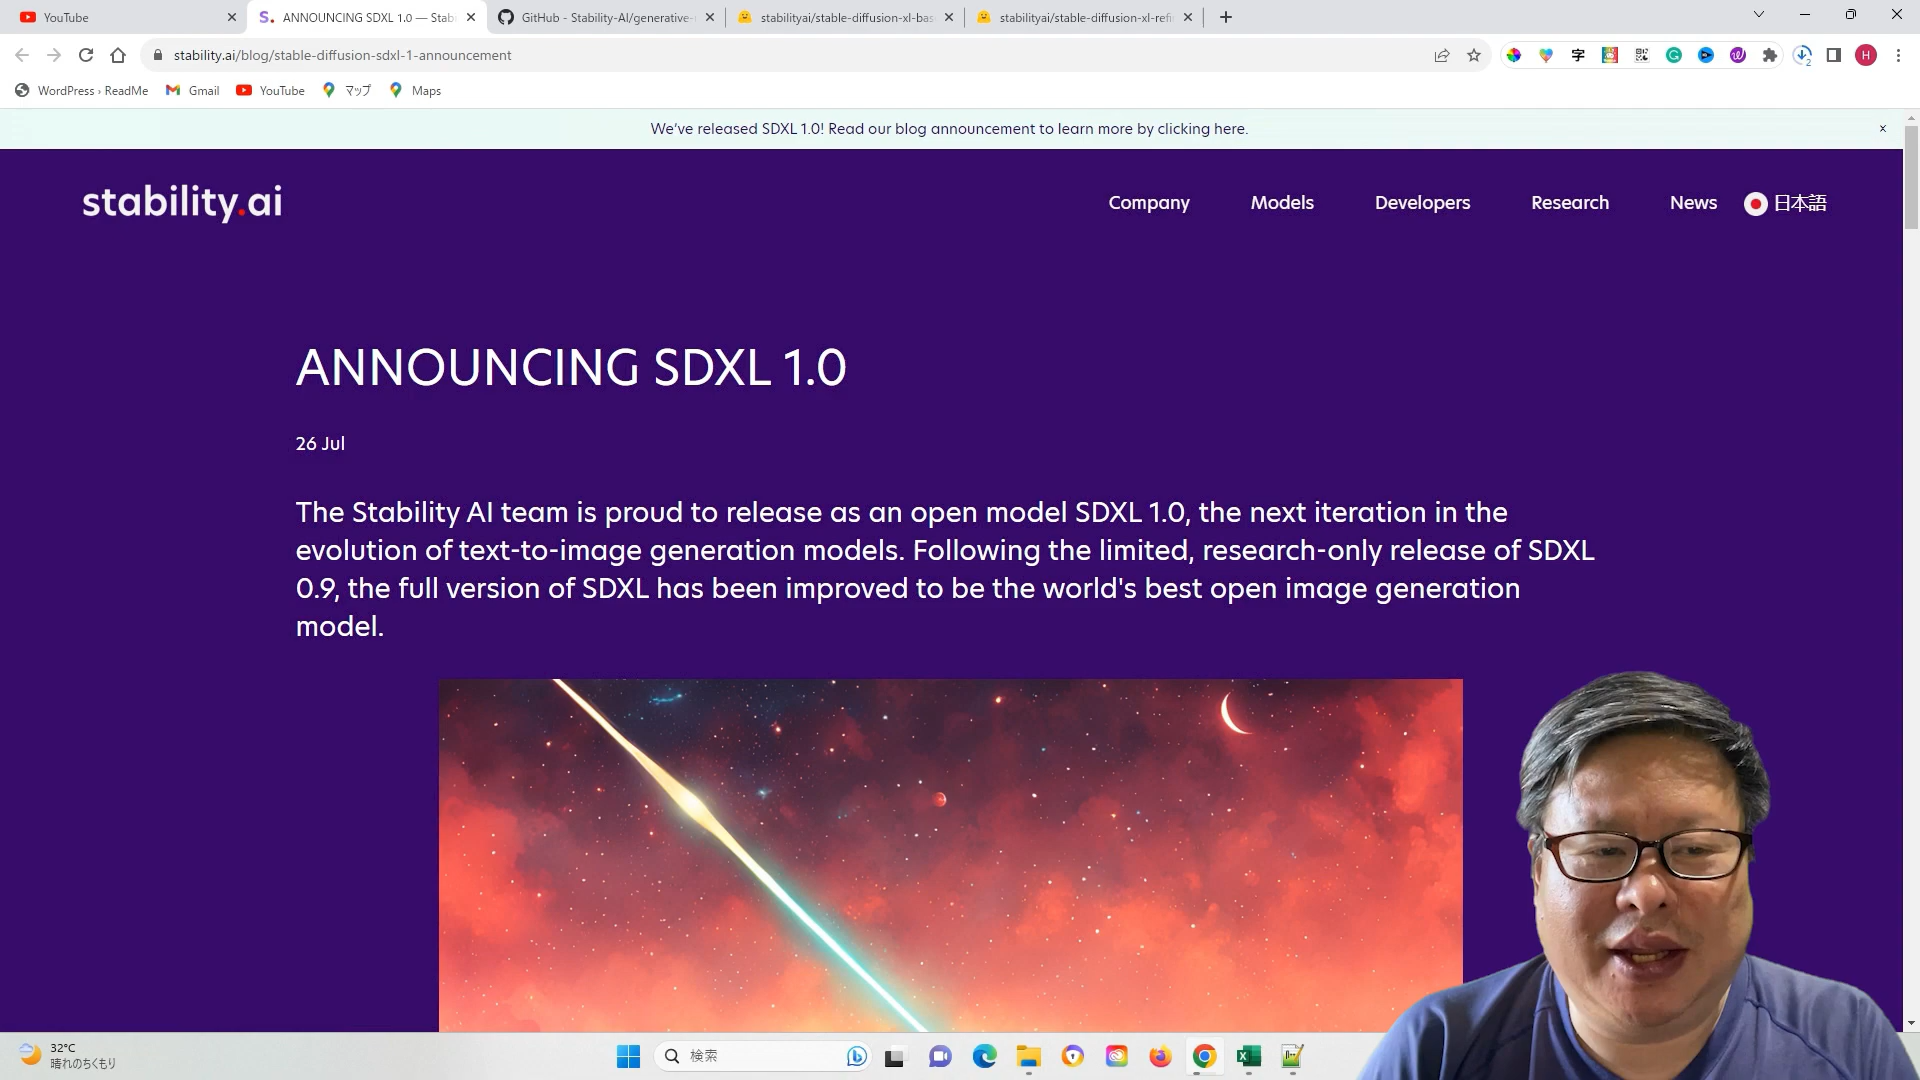 YouTube
ANNOUNCING SDXL 1.0 — Stabi
GitHub - Stability-AI/generative-
stabilityai/stable-diffusion-xl-bas
stabilityai/stable-diffusion-xl-refi
stability.ai/blog/stable-diffusion-sdxl-1-announcement
字
H
2
WordPress › ReadMe
Gmail
YouTube
マップ
Maps
We've released SDXL 1.0! Read our blog announcement to learn more by clicking here.
x
stability.ai
Company
Models
Developers
Research
News
日本語
ANNOUNCING SDXL 1.0
26 Jul
The Stability AI team is proud to release as an open model SDXL 1.0, the next iteration in the
evolution of text-to-image generation models. Following the limited, research-only release of SDXL
0.9, the full version of SDXL has been improved to be the world's best open image generation
model.
32°C
晴れのちくもり
検索